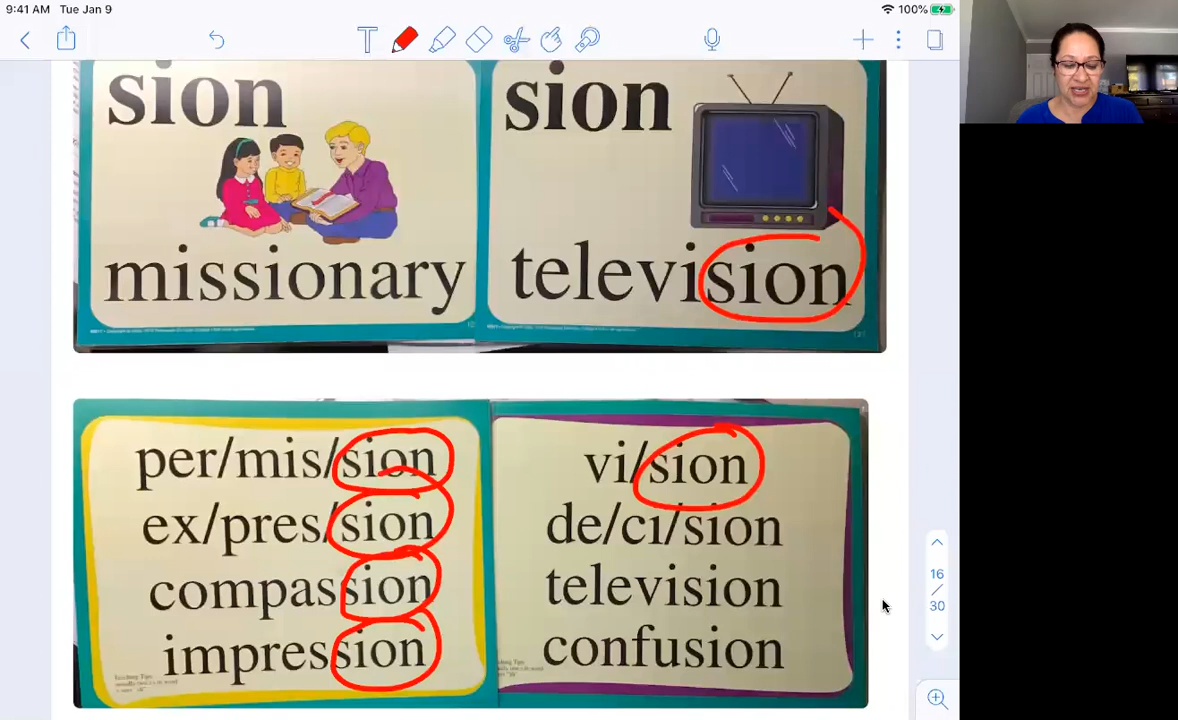 9:41 AM Tue Jan 9
100%
sion
sion
missionary
television
per/mis/sion
vi/sion
ex/pres/sion
de/ci/sion
compassion
television
impression
confusion
16
/
30